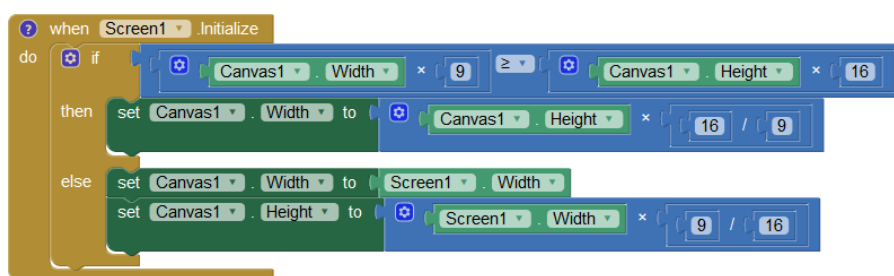 ? when Screen1 .Initialize
do if Canvas1 . Width × 9 ≥ Canvas1 . Height × 16
then set Canvas1 . Width to Canvas1 . Height × 16 / 9
else set Canvas1 . Width to Screen1 . Width
set Canvas1 . Height to Screen1 . Width × 9 / 16